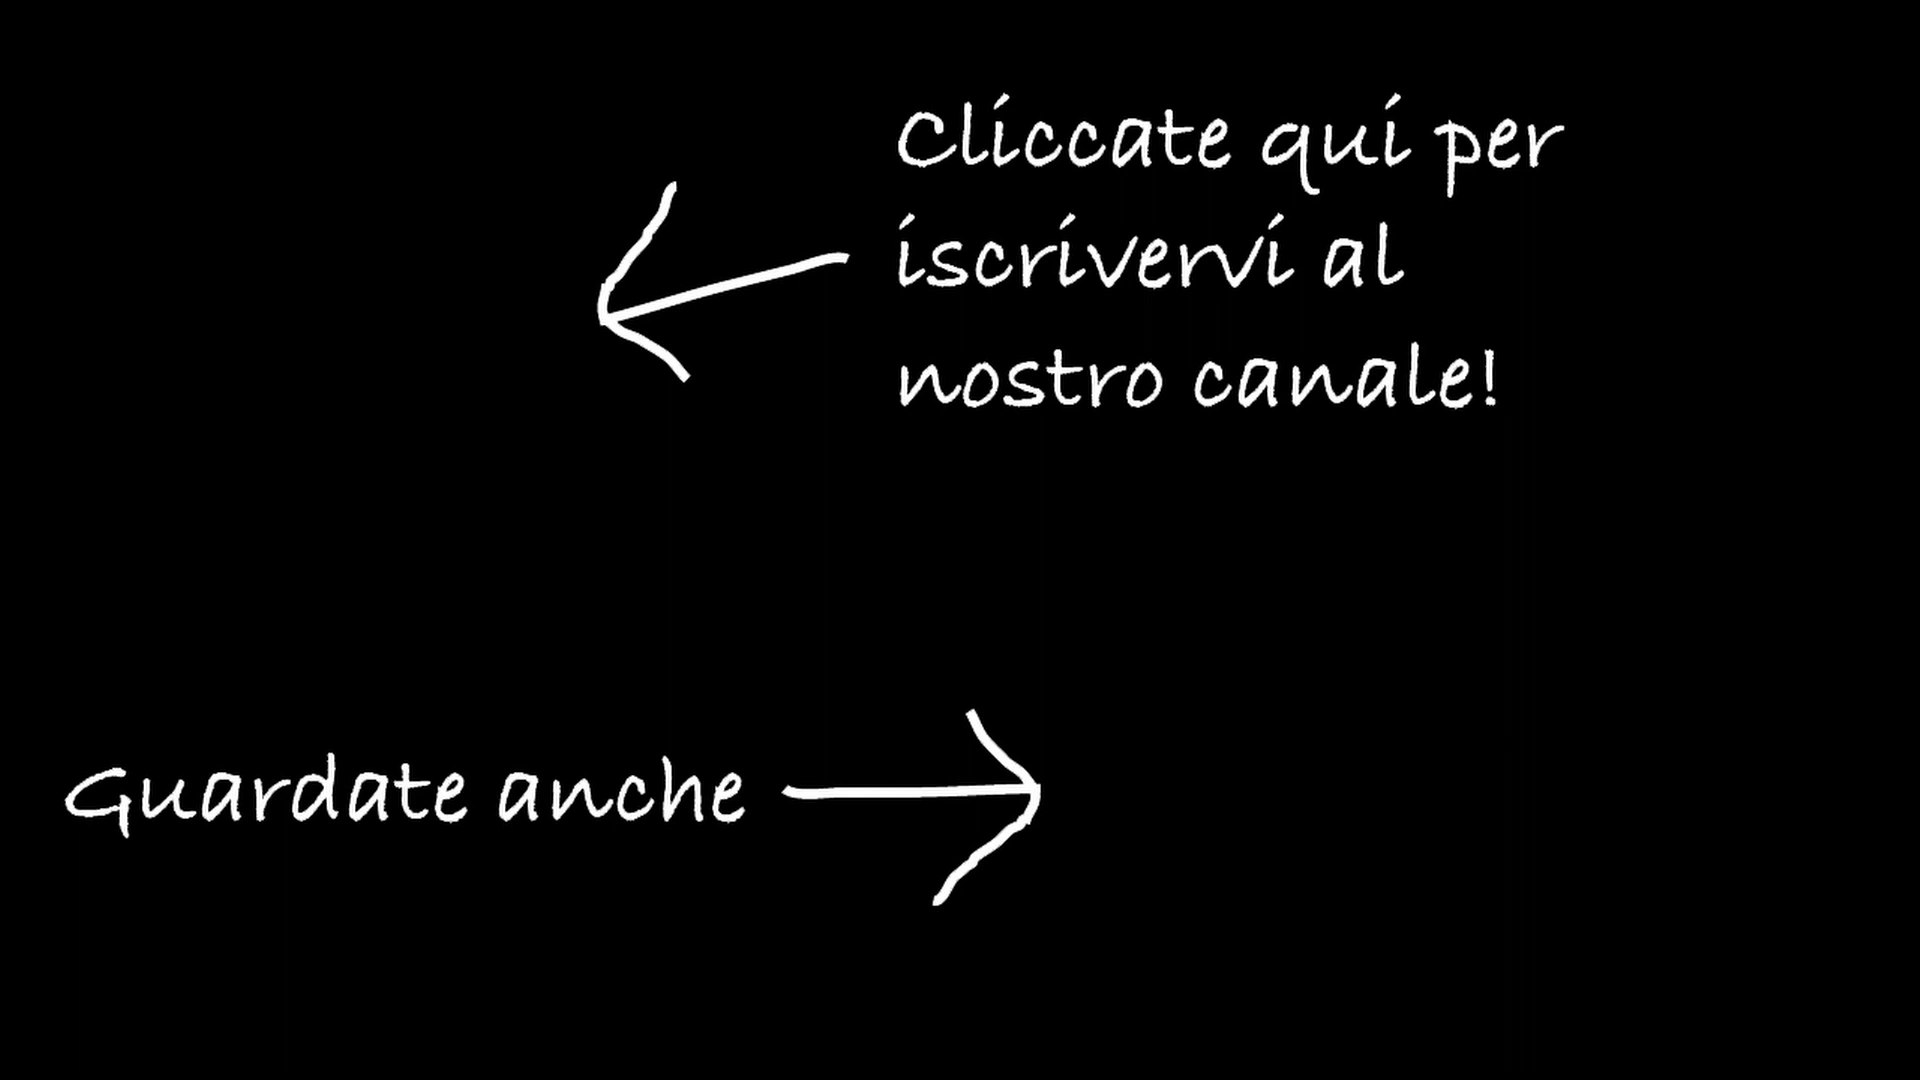 Cliccate qui per
iscrivervi al
nostro canale!
Guardate anche